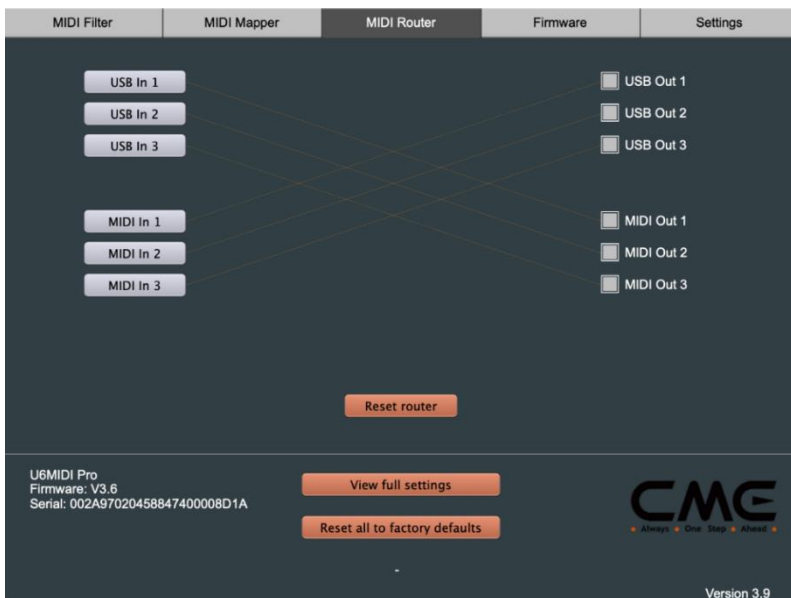 MIDI Filter MIDI Mapper MIDI Router Firmware Settings
USB In 1 USB Out 1
USB In 2 USB Out 2
USB In 3 USB Out 3
MIDI In 1 MIDI Out 1
MIDI In 2 MIDI Out 2
MIDI In 3 MIDI Out 3
Reset router
U6MIDI Pro
Firmware: V3.6
Serial: 002A97020458847400008D1A
View full settings
Reset all to factory defaults
CME
Always One Step Ahead
-
Version 3.9